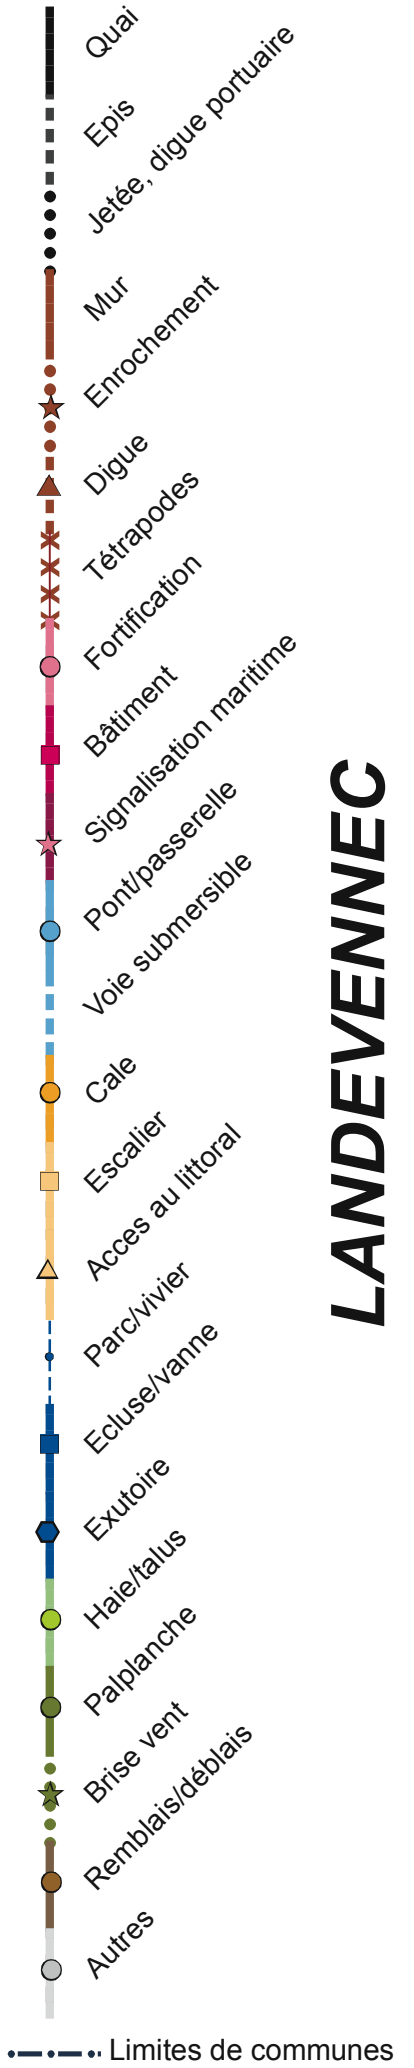 Quai
Epis
Jetée, digue portuaire
Mur
Enrochement
Digue
Tétrapodes
Fortification
Bâtiment
Signalisation maritime
Pont/passerelle
Voie submersible
Cale
Escalier
Acces au littoral
Parc/vivier
Ecluse/vanne
Exutoire
Haie/talus
Palplanche
Brise vent
Remblais/déblais
Autres
LANDEVENNEC
Limites de communes